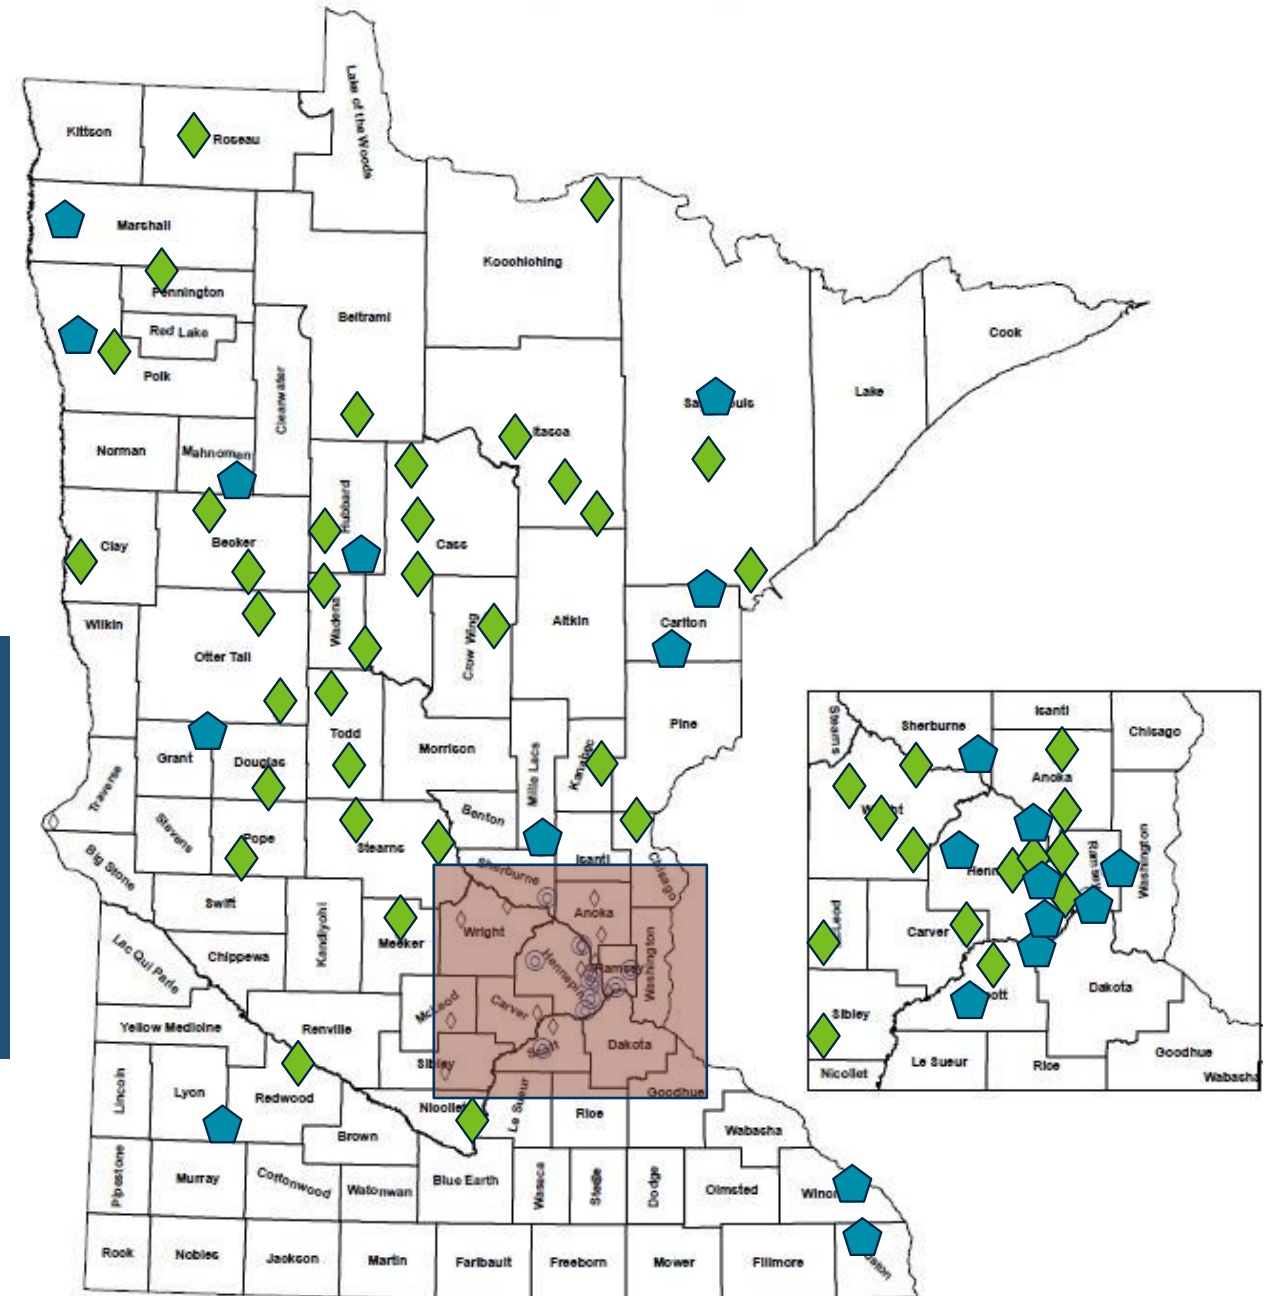 Lake of the Woods
Kittson
Roseau
Marshall
Koochiching
Pennington
Beltrami
Red Lake
Cook
Polk
Clearwater
Lake
Itasca
Norman
Mahnomen
Hubbard
Clay
Becker
Cass
Wilkin
Wadena
Aitkin
Carlton
Crow Wing
Otter Tail
Pine
Todd
Morrison
Grant
Douglas
Mille Lacs
Kanabec
Traverse
Benton
Stevens
Pope
Stearns
Isanti
Big Stone
Sherburne
Chisago
Swift
Kandiyohi
Meeker
Wright
Anoka
Lac Qui Parle
Chippewa
Hennepin
Ramsey
Washington
McLeod
Carver
Yellow Medicine
Renville
Scott
Dakota
Sibley
Lincoln
Lyon
Redwood
Nicollet
Le Sueur
Rice
Goodhue
Brown
Wabasha
Pipestone
Murray
Cottonwood
Watonwan
Blue Earth
Waseca
Steele
Dodge
Olmsted
Rock
Nobles
Jackson
Martin
Faribault
Freeborn
Mower
Fillmore
Stearns
Sherburne
Isanti
Chisago
Anoka
Ramsey
Washington
Carver
Dakota
Sibley
Nicollet
Le Sueur
Rice
Goodhue
Wabasha